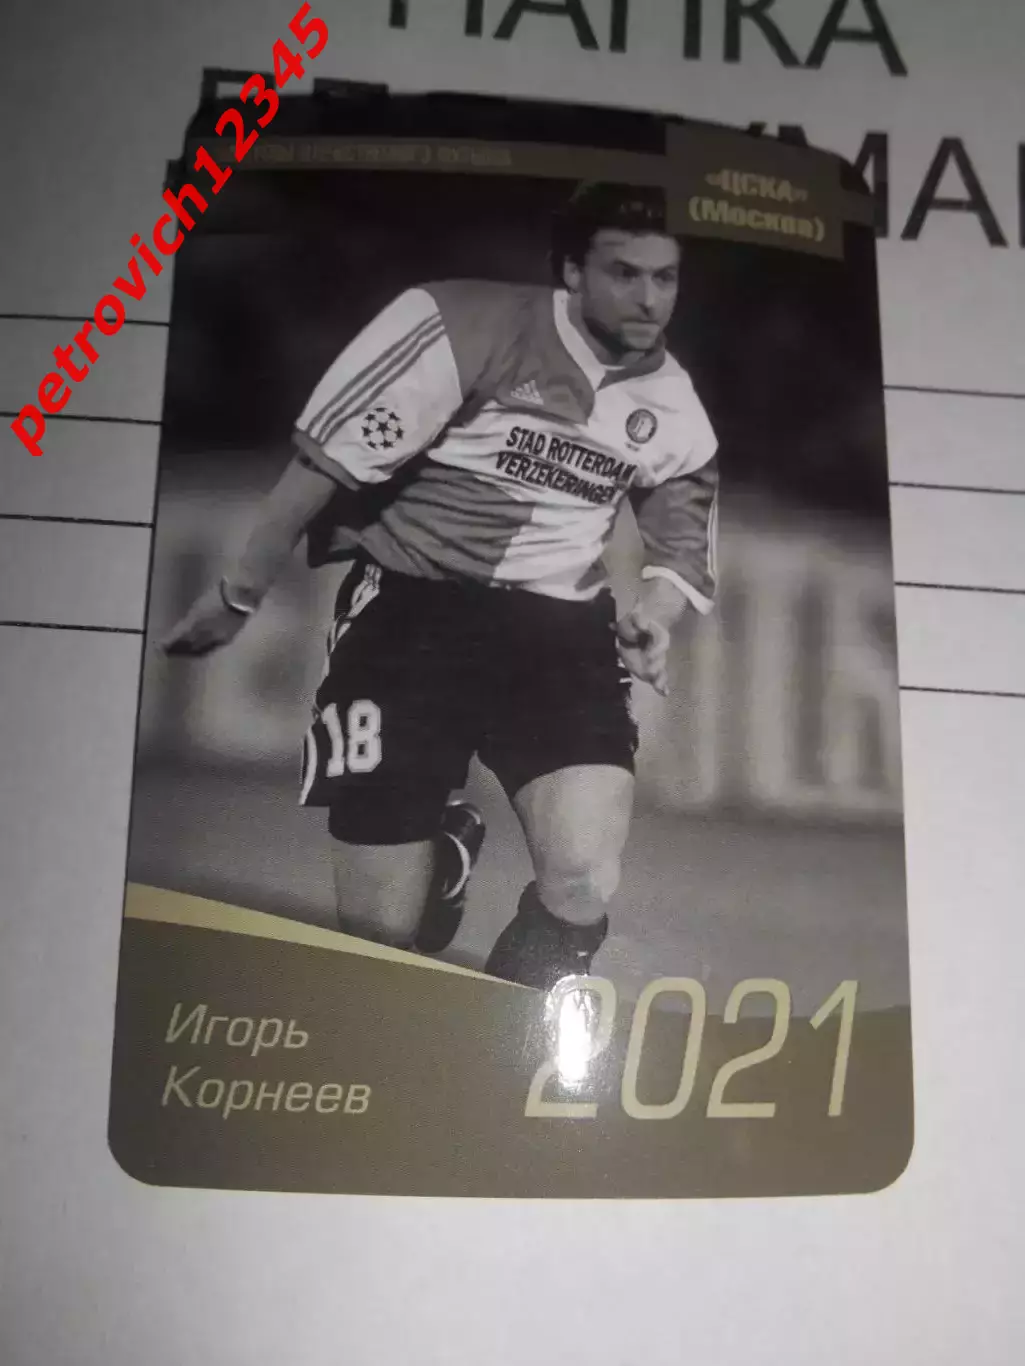 ПАПКА
petrovich12345
«ЦСКА»
(Москва)
STAD ROTTERDAM
VERZEKERINGEN
18
Игорь
Корнеев
2021